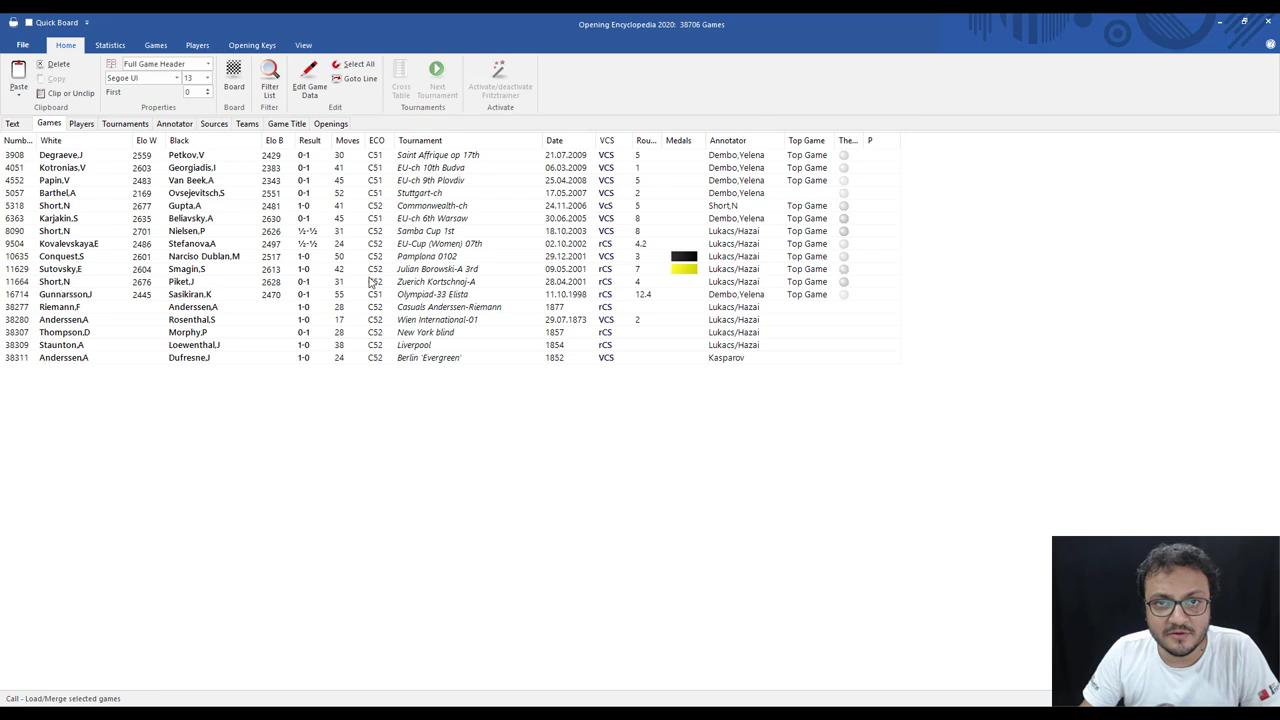 Quick Board
Opening Encyclopedia 2020: 38706 Games
File Home Statistics Games Players Opening Keys View
Paste Delete Copy Clip or Unclip Clipboard
Full Game Header Segoe UI 13 First 0 Properties
Board Board
Filter List Filter
Edit Game Data Select All Goto Line Edit
Cross Table Next Tournament Tournaments
Activate/deactivate Fritztrainer Activate
Text Games Players Tournaments Annotator Sources Teams Game Title Openings
Numb... White Elo W Black Elo B Result Moves ECO Tournament Date VCS Rou... Medals Annotator Top Game The... P
3908 Degraeve,J 2559 Petkov,V 2429 0-1 30 C51 Saint Affrique op 17th 21.07.2009 VCS 5 Dembo,Yelena Top Game
4051 Kotronias,V 2603 Georgiadis,I 2383 0-1 41 C51 EU-ch 10th Budva 06.03.2009 VCS 1 Dembo,Yelena Top Game
4552 Papin,V 2483 Van Beek,A 2343 0-1 45 C51 EU-ch 9th Plovdiv 25.04.2008 VCS 5 Dembo,Yelena Top Game
5057 Barthel,A 2169 Ovsejevitsch,S 2551 0-1 52 C51 Stuttgart-ch 17.05.2007 VCS 2 Dembo,Yelena
5318 Short,N 2677 Gupta,A 2481 1-0 41 C52 Commonwealth-ch 24.11.2006 VcS 5 Short,N Top Game
6363 Karjakin,S 2635 Beliavsky,A 2630 0-1 45 C51 EU-ch 6th Warsaw 30.06.2005 VCS 8 Dembo,Yelena Top Game
8090 Short,N 2701 Nielsen,P 2626 ½-½ 31 C52 Samba Cup 1st 18.10.2003 VCS 8 Lukacs/Hazai Top Game
9504 Kovalevskaya,E 2486 Stefanova,A 2497 ½-½ 24 C52 EU-Cup (Women) 07th 02.10.2002 rCS 4.2 Lukacs/Hazai Top Game
10635 Conquest,S 2601 Narciso Dublan,M 2517 1-0 50 C52 Pamplona 0102 29.12.2001 VCS 3 Lukacs/Hazai Top Game
11629 Sutovsky,E 2604 Smagin,S 2613 1-0 42 C52 Julian Borowski-A 3rd 09.05.2001 rCS 7 Lukacs/Hazai Top Game
11664 Short,N 2676 Piket,J 2628 0-1 31 C52 Zuerich Kortschnoj-A 28.04.2001 rCS 4 Lukacs/Hazai Top Game
16714 Gunnarsson,J 2445 Sasikiran,K 2470 0-1 55 C51 Olympiad-33 Elista 11.10.1998 rCS 12.4 Dembo,Yelena Top Game
38277 Riemann,F Anderssen,A 1-0 28 C52 Casuals Anderssen-Riemann 1877 rCS Lukacs/Hazai
38280 Anderssen,A Rosenthal,S 1-0 17 C52 Wien International-01 29.07.1873 VCS 2 Lukacs/Hazai
38307 Thompson,D Morphy,P 0-1 28 C52 New York blind 1857 rCS Lukacs/Hazai
38309 Staunton,A Loewenthal,J 1-0 38 C52 Liverpool 1854 rCS Lukacs/Hazai
38311 Anderssen,A Dufresne,J 1-0 24 C52 Berlin 'Evergreen' 1852 VCS Kasparov
Call - Load/Merge selected games